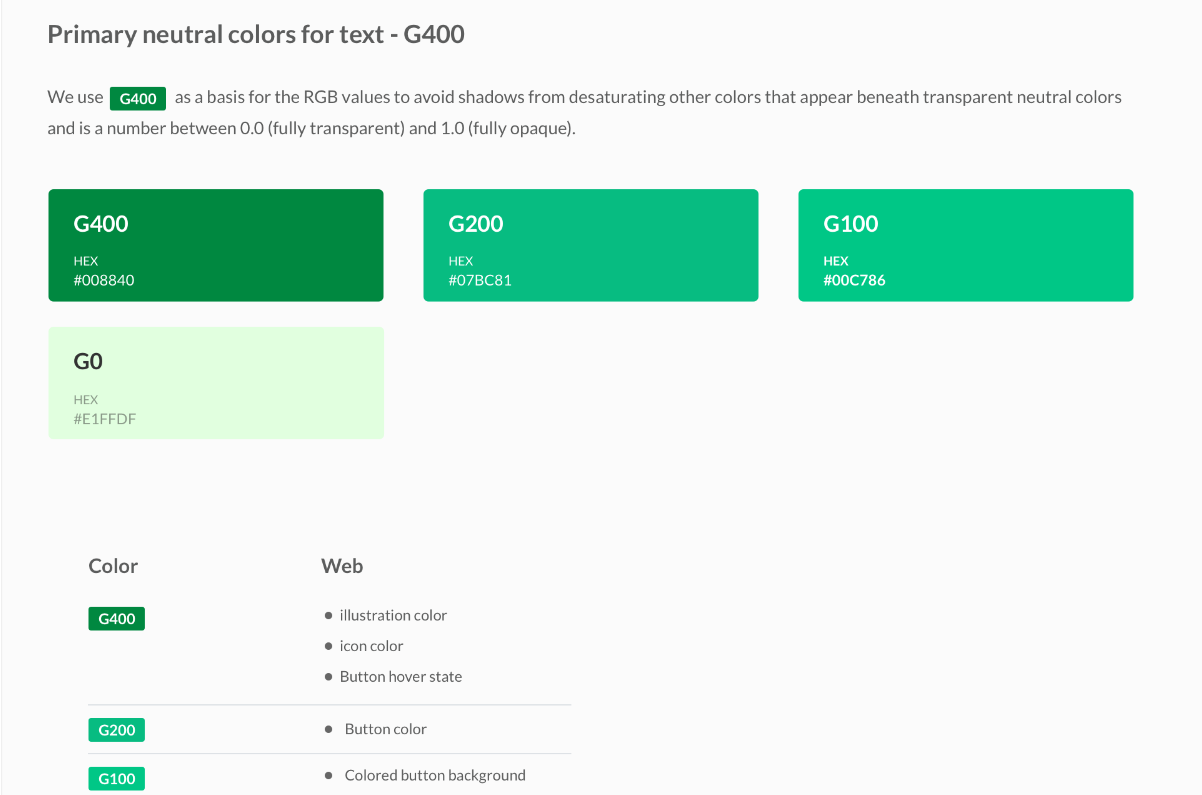 Primary neutral colors for text - G400
We use G400 as a basis for the RGB values to avoid shadows from desaturating other colors that appear beneath transparent neutral colors
and is a number between 0.0 (fully transparent) and 1.0 (fully opaque).
G400
HEX
#008840
G200
HEX
#07BC81
G100
HEX
#00C786
G0
HEX
#E1FFDF
Color Web
G400
● illustration color
● icon color
● Button hover state
G200 ● Button color
G100 ● Colored button background